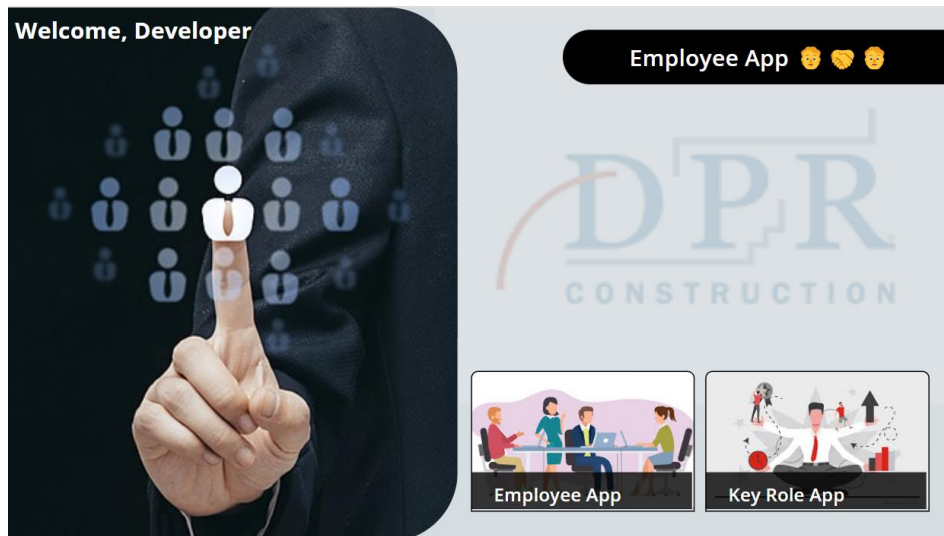 Welcome, Developer
Employee App 🧑‍🦱 🤝 🧑‍🦱
DPR
CONSTRUCTION
Employee App
Key Role App